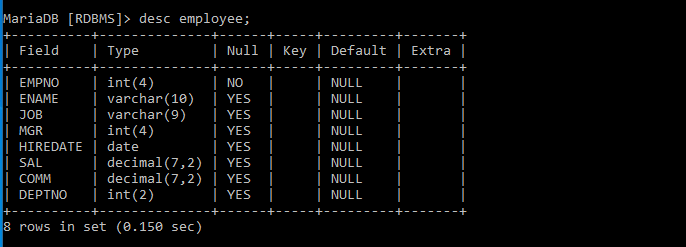 MariaDB [RDBMS]> desc employee;
+----------+--------------+------+-----+---------+-------+
| Field    | Type         | Null | Key | Default | Extra |
+----------+--------------+------+-----+---------+-------+
| EMPNO    | int(4)       | NO   |     | NULL    |       |
| ENAME    | varchar(10)  | YES  |     | NULL    |       |
| JOB      | varchar(9)   | YES  |     | NULL    |       |
| MGR      | int(4)       | YES  |     | NULL    |       |
| HIREDATE | date         | YES  |     | NULL    |       |
| SAL      | decimal(7,2) | YES  |     | NULL    |       |
| COMM     | decimal(7,2) | YES  |     | NULL    |       |
| DEPTNO   | int(2)       | YES  |     | NULL    |       |
+----------+--------------+------+-----+---------+-------+
8 rows in set (0.150 sec)